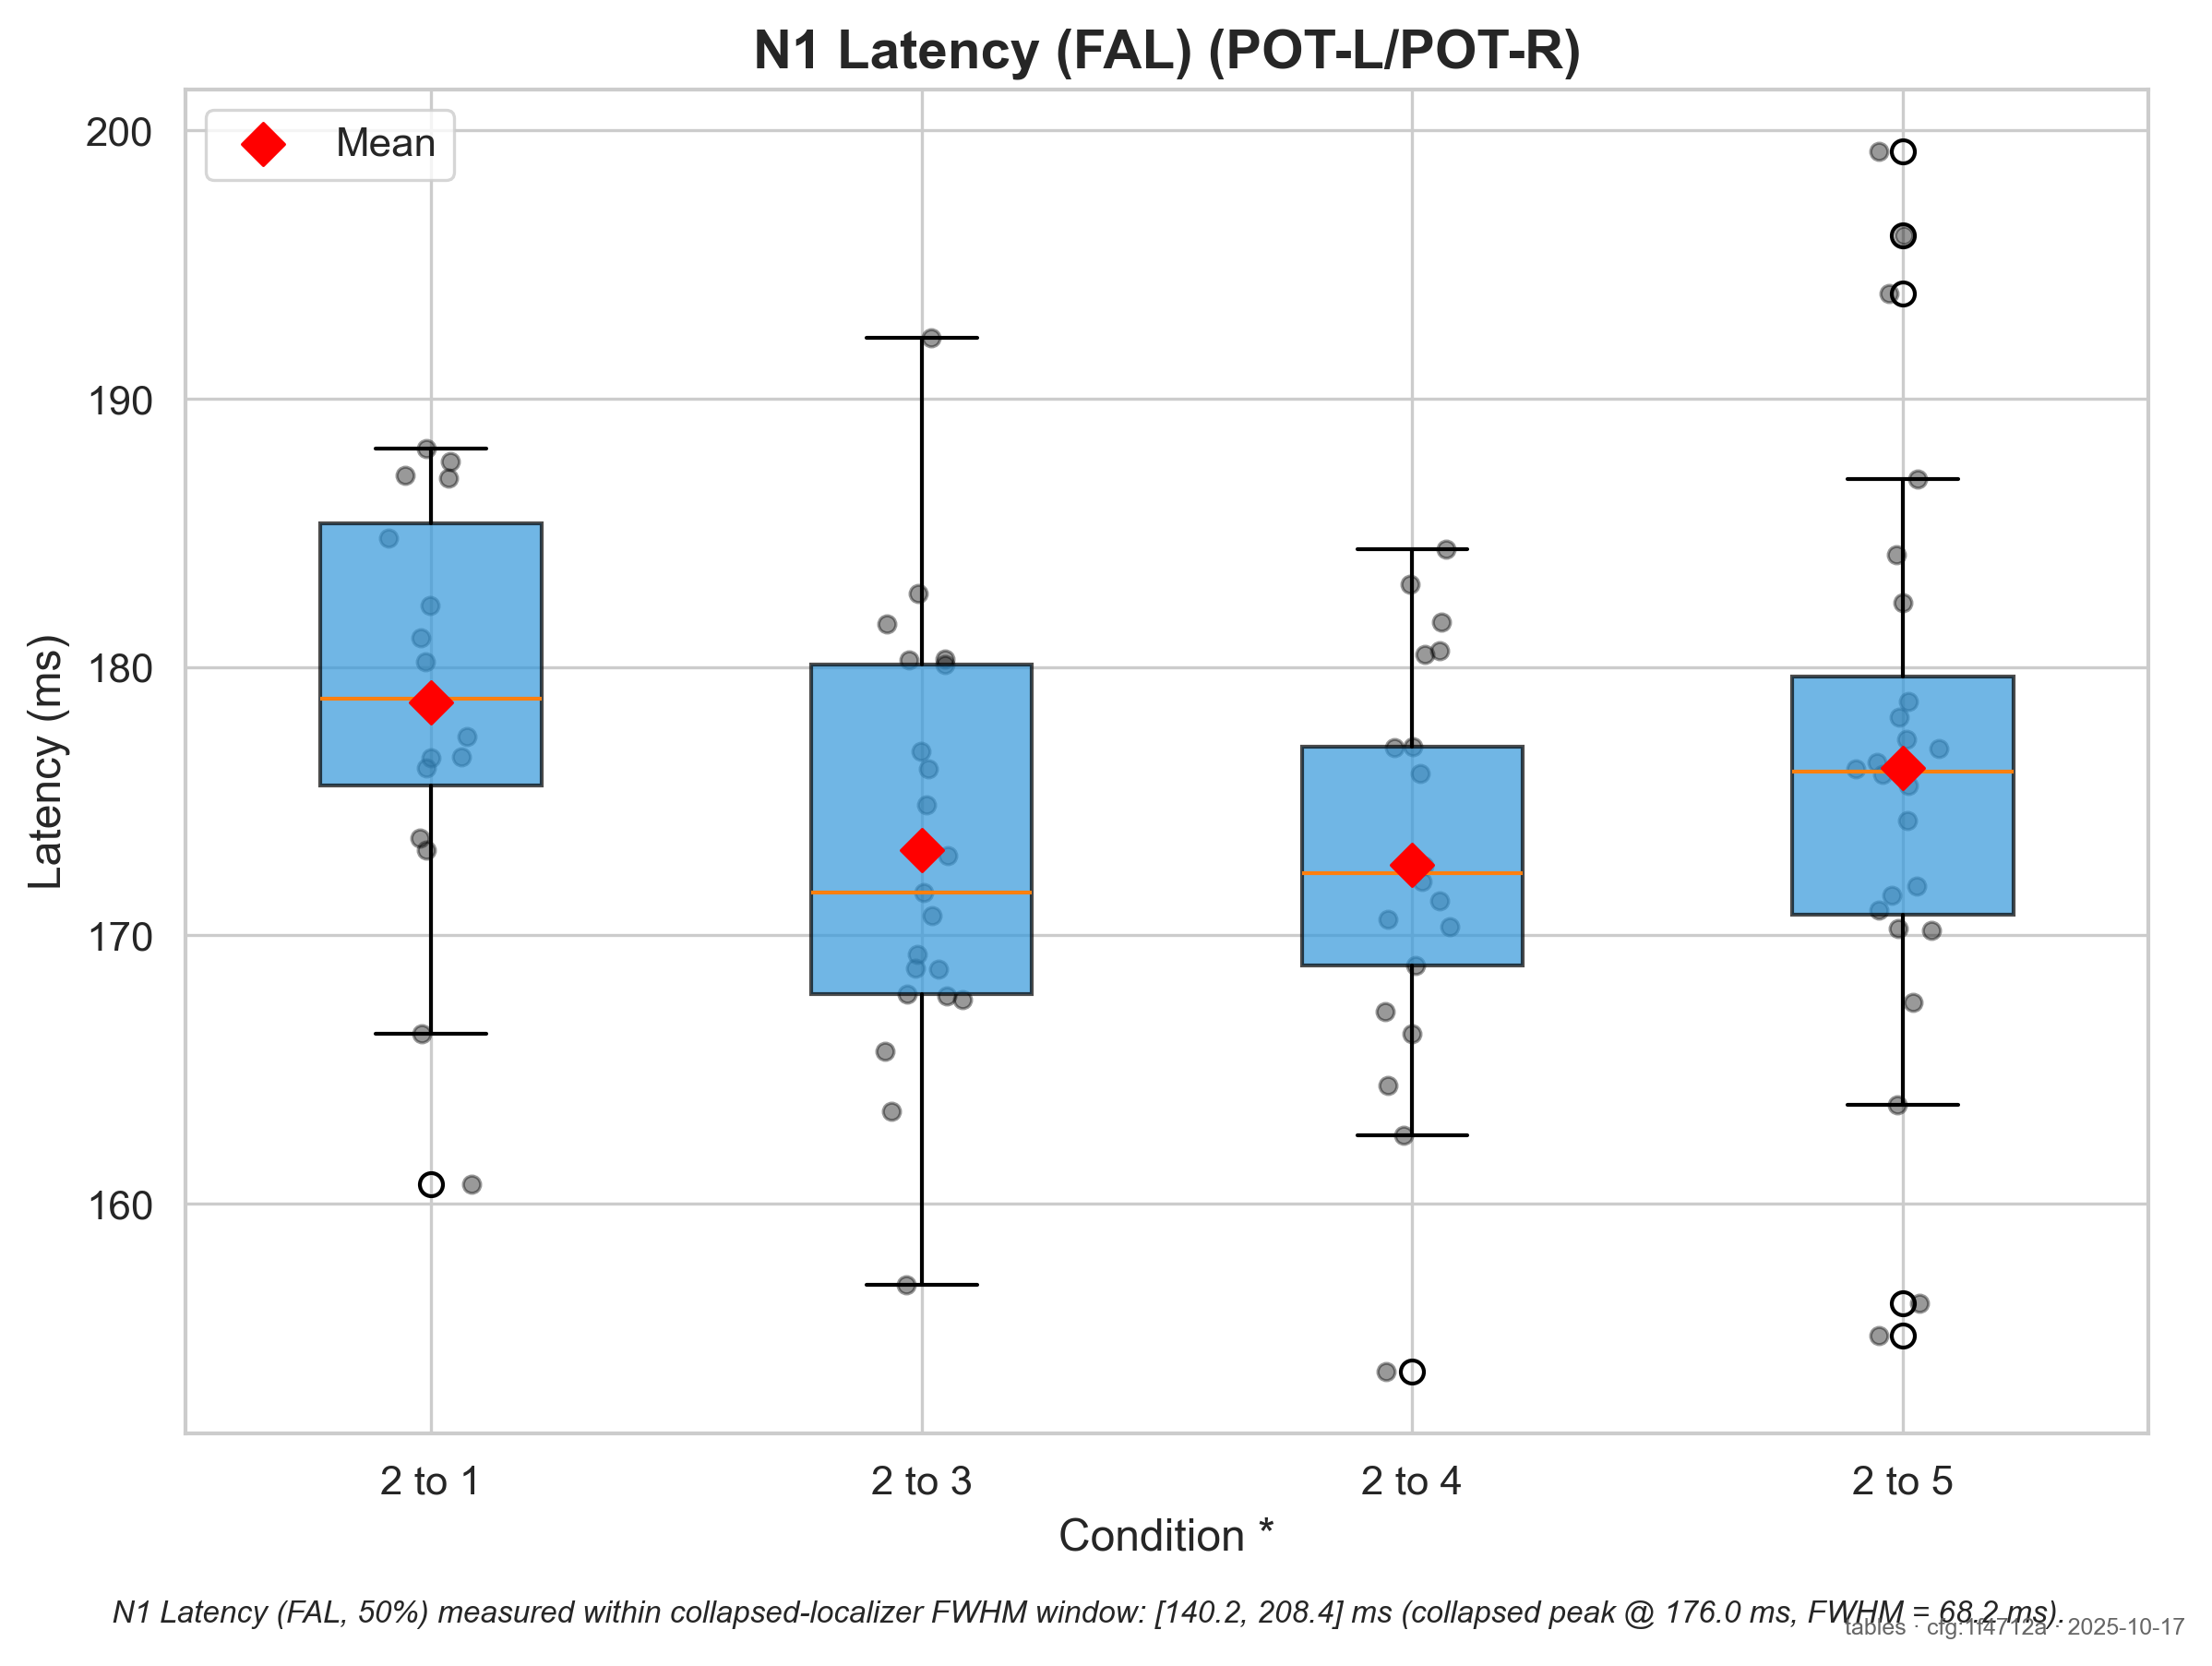 N1 Latency (FAL) (POT-L/POT-R)
Mean
200
190
180
170
160
Latency (ms)
2 to 1
2 to 3
2 to 4
2 to 5
Condition *
N1 Latency (FAL, 50%) measured within collapsed-localizer FWHM window: [140.2, 208.4] ms (collapsed peak @ 176.0 ms, FWHM = 68.2 ms).
tables · cfg:1f4712a · 2025-10-17